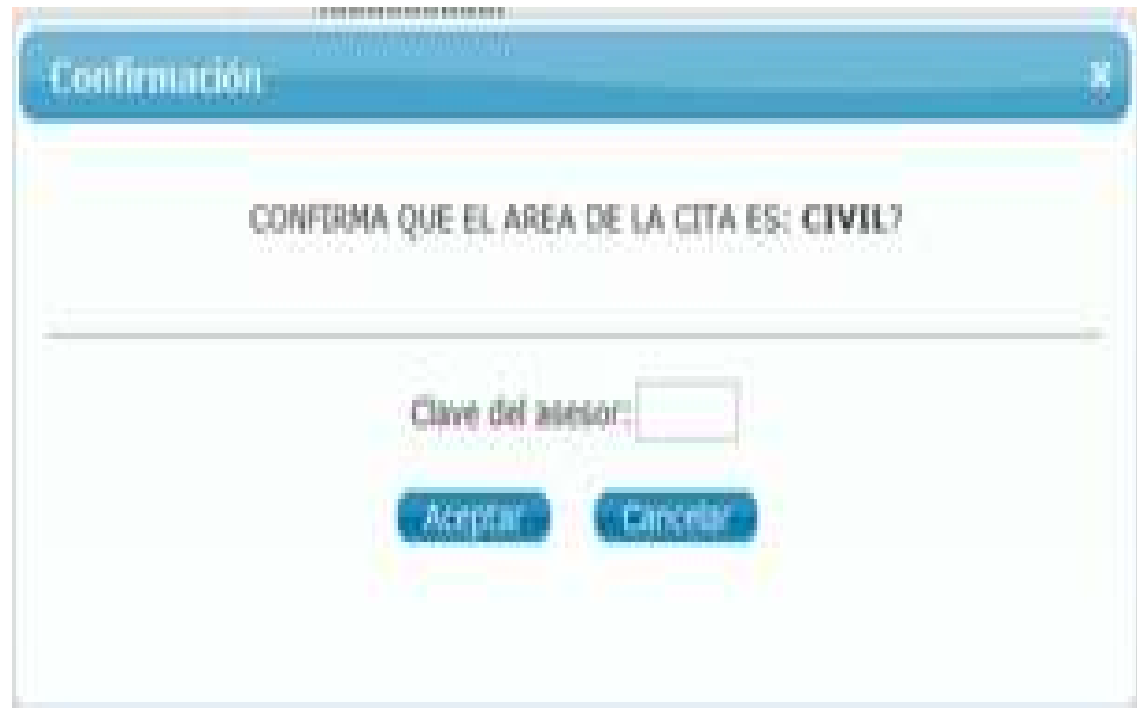 Confirmación
CONFIRMA QUE EL AREA DE LA CITA ES: CIVIL?
Clave del asesor:
Aceptar Cancelar